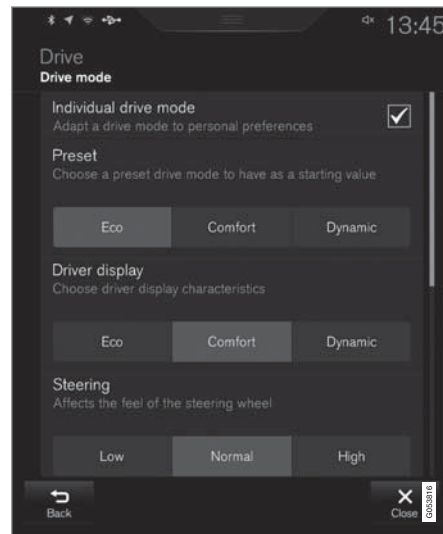 13:45
Drive
Drive mode
Individual drive mode
Adapt a drive mode to personal preferences
Preset
Choose a preset drive mode to have as a starting value
Eco Comfort Dynamic
Driver display
Choose driver display characteristics
Eco Comfort Dynamic
Steering
Affects the feel of the steering wheel
Low Normal High
Back
Close
G053816